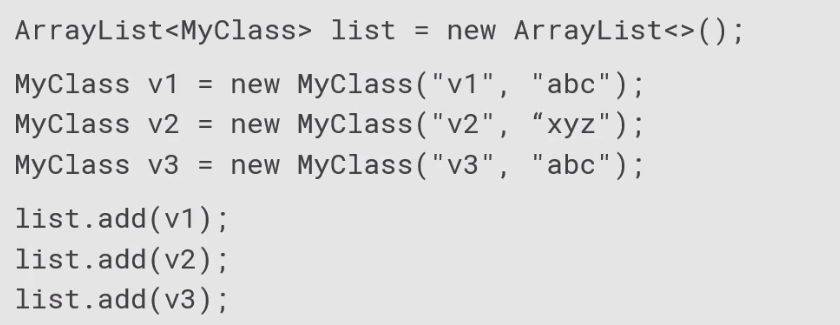 ArrayList<MyClass> list = new ArrayList<>();
MyClass v1 = new MyClass("v1", "abc");
MyClass v2 = new MyClass("v2", “xyz");
MyClass v3 = new MyClass("v3", "abc");
list.add(v1);
list.add(v2);
list.add(v3);